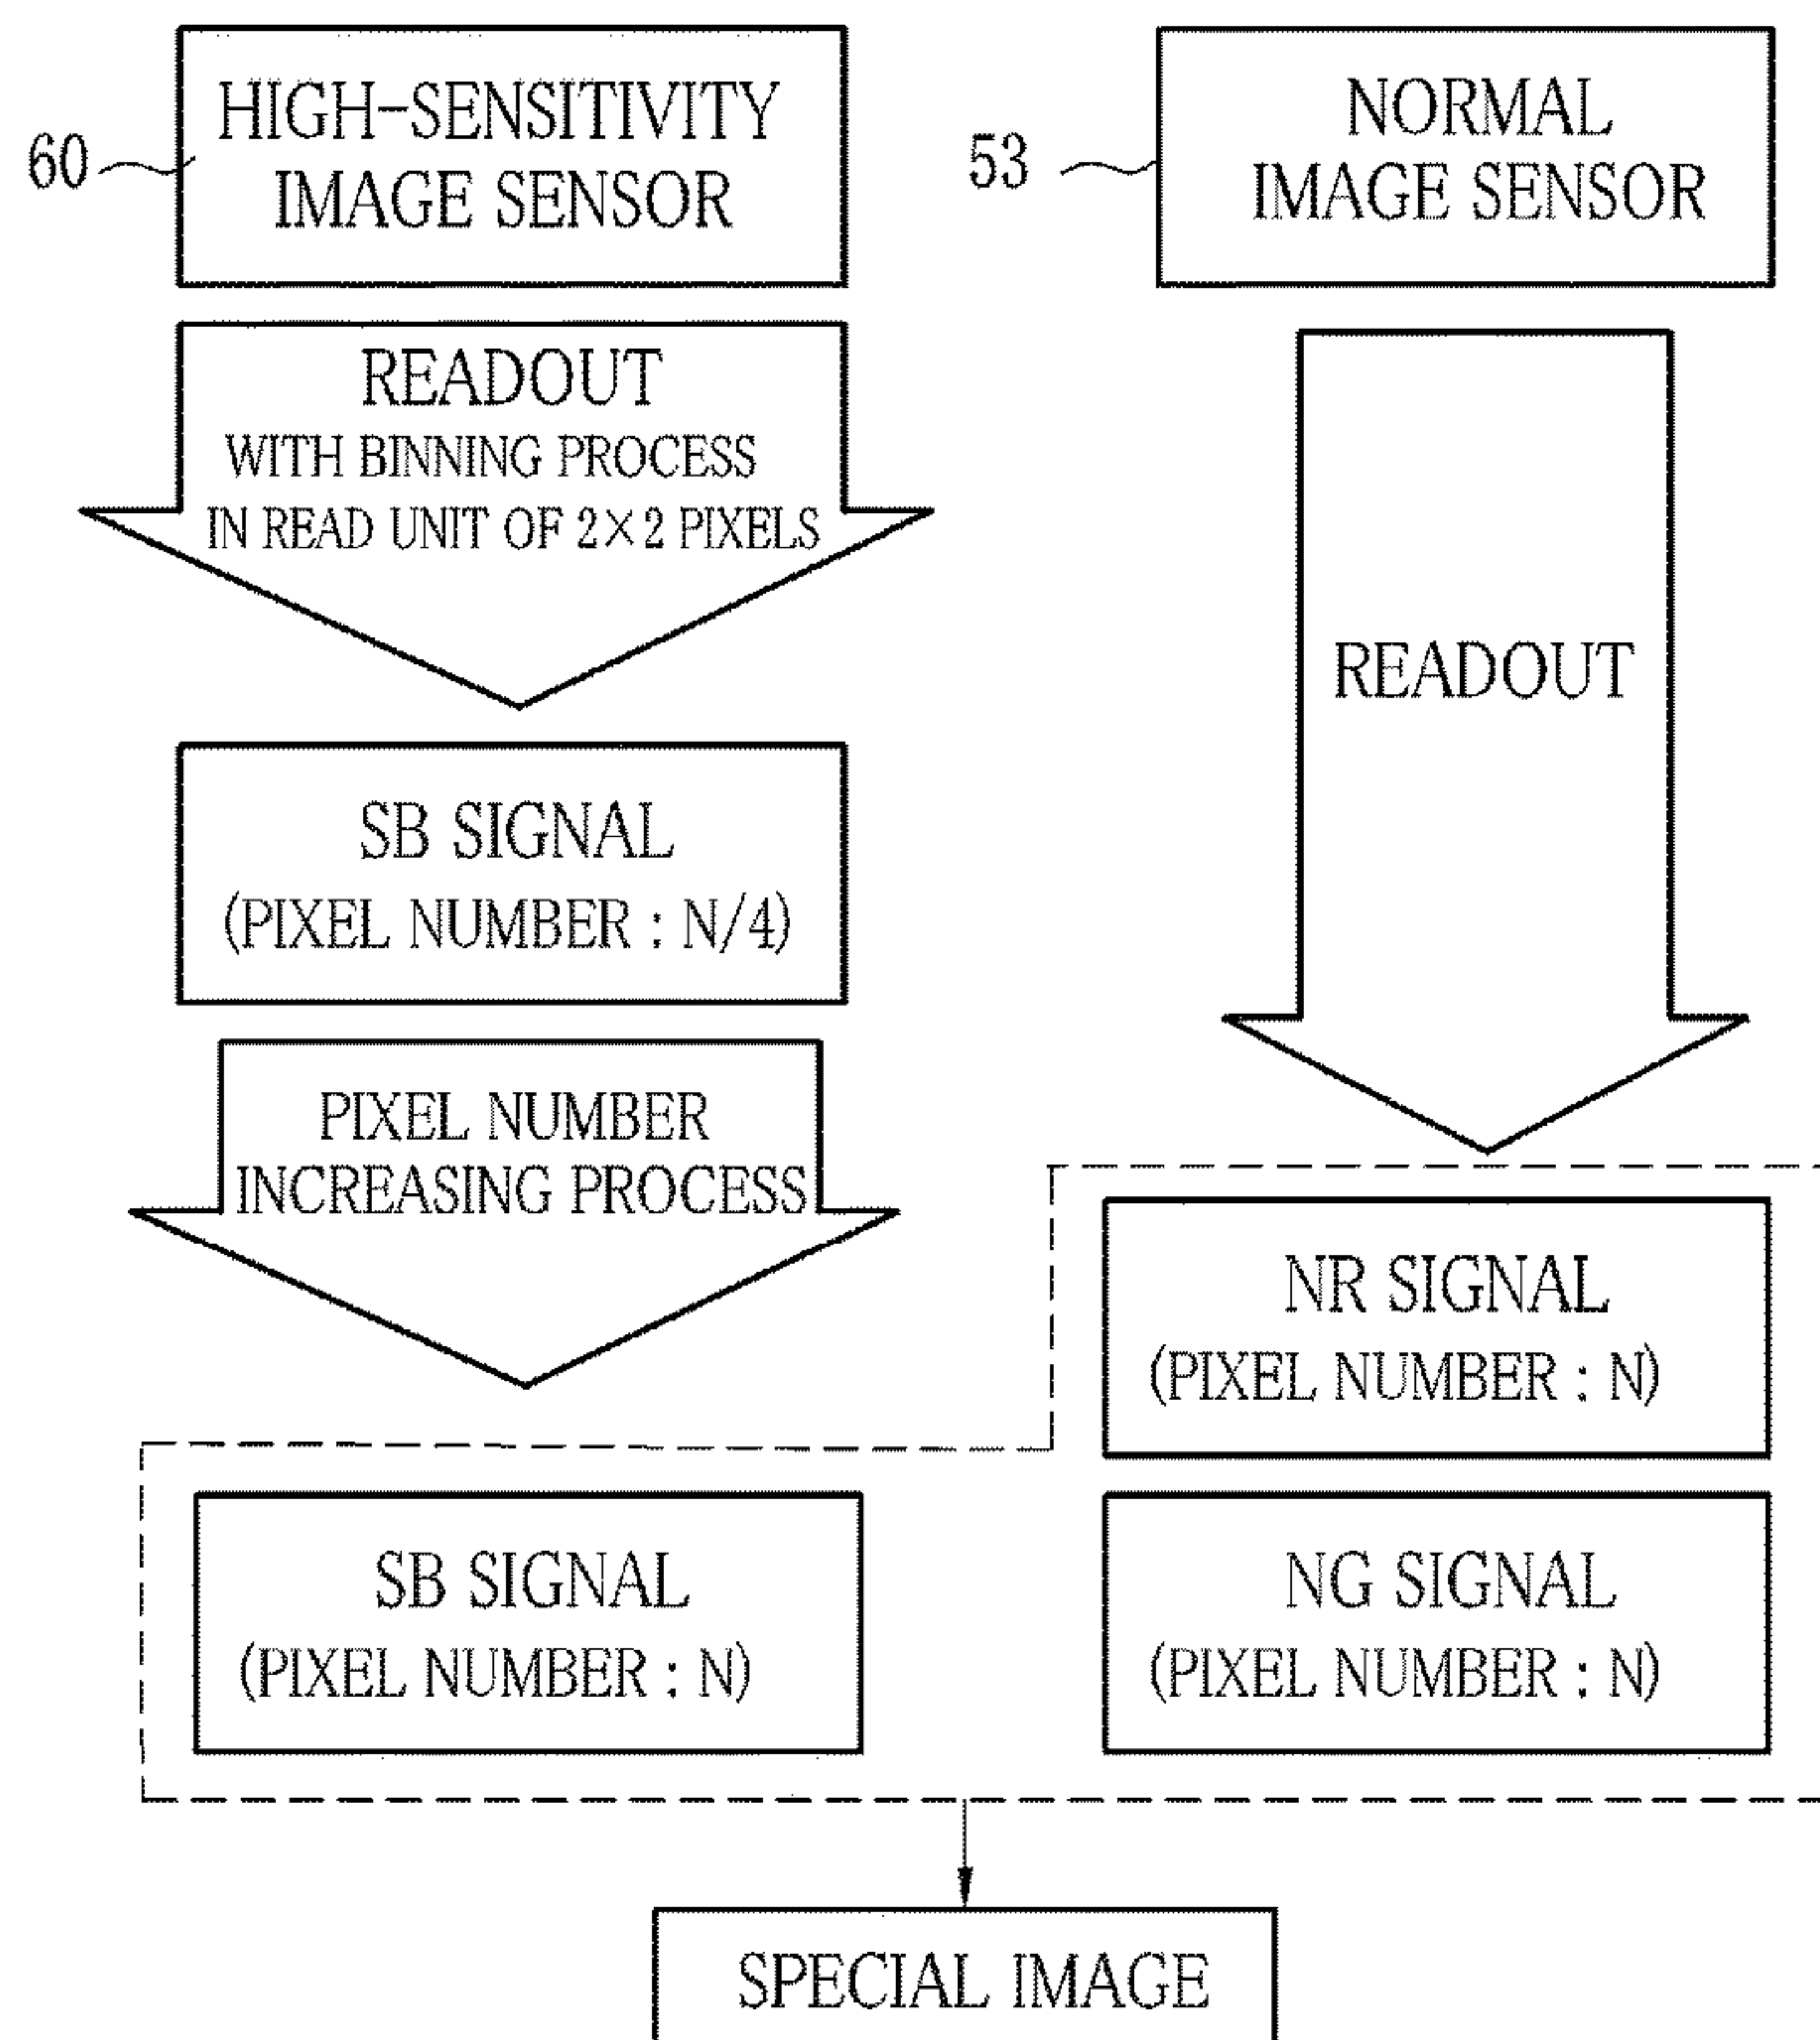 HIGH-SENSITIVITY
IMAGE SENSOR
60
NORMAL
IMAGE SENSOR
53
READOUT
WITH BINNING PROCESS
IN READ UNIT OF 2×2 PIXELS
READOUT
SB SIGNAL
(PIXEL NUMBER : N/4)
PIXEL NUMBER
INCREASING PROCESS
NR SIGNAL
(PIXEL NUMBER : N)
SB SIGNAL
(PIXEL NUMBER : N)
NG SIGNAL
(PIXEL NUMBER : N)
SPECIAL IMAGE